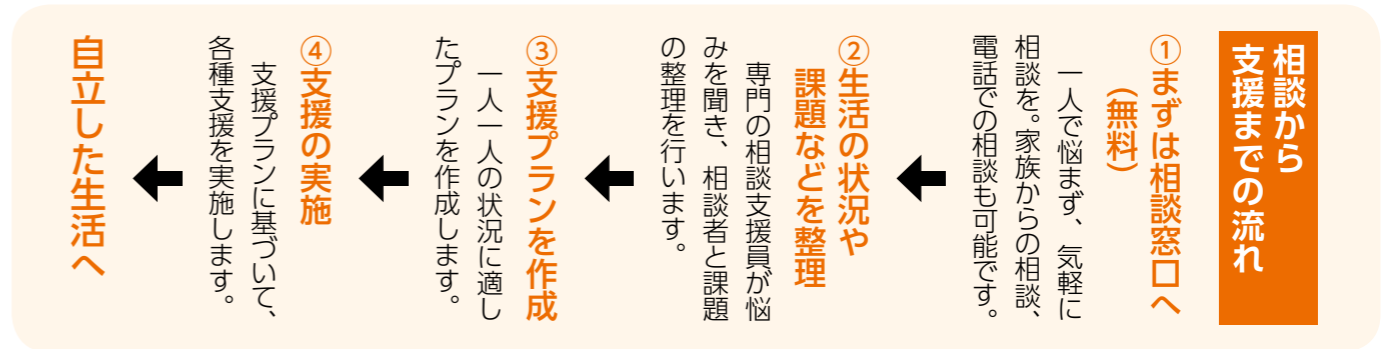 相談から
支援までの流れ
①まずは相談窓口へ
(無料)
一人で悩まず、気軽に
相談を。家族からの相談、
電話での相談も可能です。
②生活の状況や
課題などを整理
専門の相談支援員が悩
みを聞き、相談者と課題
の整理を行います。
③支援プランを作成
一人一人の状況に適し
たプランを作成します。
④支援の実施
支援プランに基づいて、
各種支援を実施します。
自立した生活へ